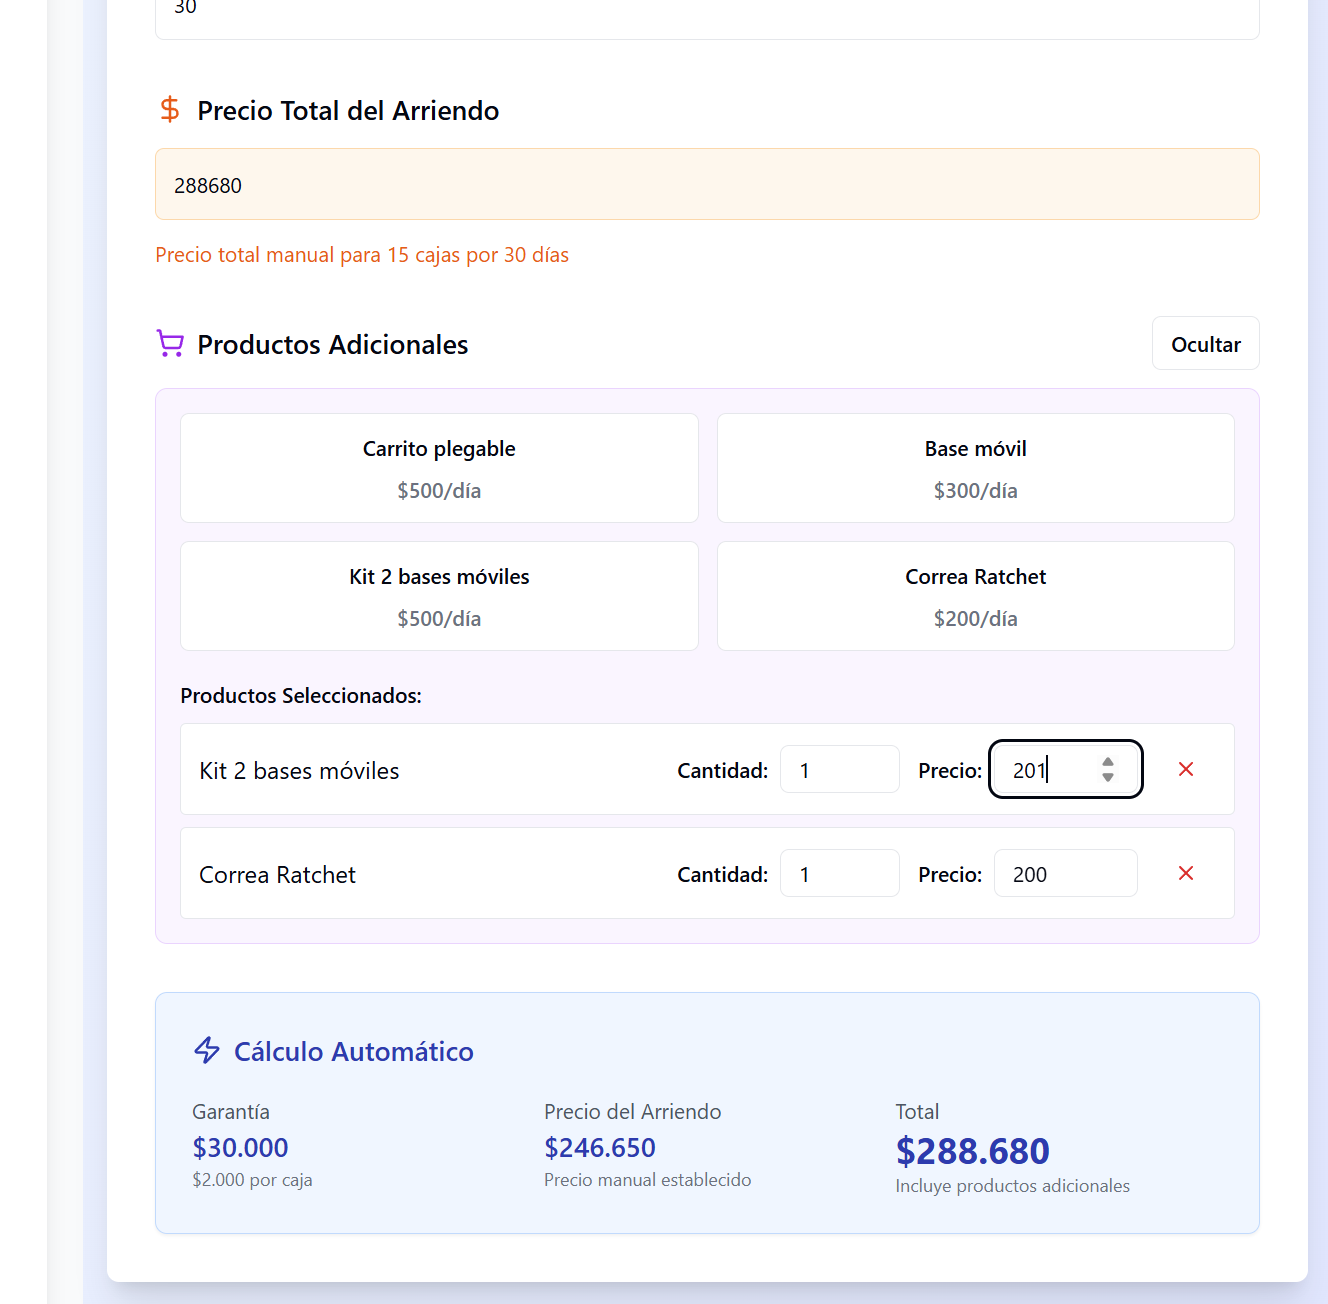 30
Precio Total del Arriendo
288680
Precio total manual para 15 cajas por 30 días
Productos Adicionales
Ocultar
Carrito plegable
$500/día
Base móvil
$300/día
Kit 2 bases móviles
$500/día
Correa Ratchet
$200/día
Productos Seleccionados:
Kit 2 bases móviles Cantidad: 1 Precio: 201
Correa Ratchet Cantidad: 1 Precio: 200
Cálculo Automático
Garantía
$30.000
$2.000 por caja
Precio del Arriendo
$246.650
Precio manual establecido
Total
$288.680
Incluye productos adicionales